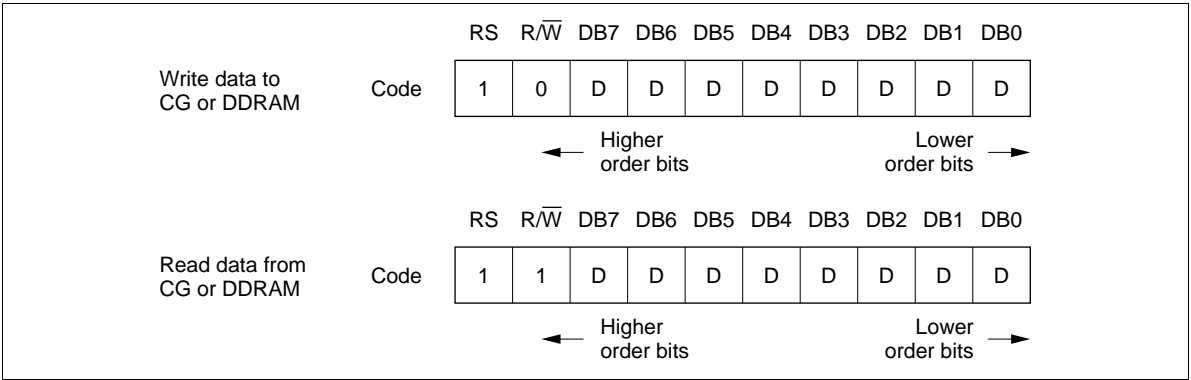 RS R/W̅ DB7 DB6 DB5 DB4 DB3 DB2 DB1 DB0
Write data to
CG or DDRAM
Code 1 0 D D D D D D D D
Higher
order bits
Lower
order bits
RS R/W̅ DB7 DB6 DB5 DB4 DB3 DB2 DB1 DB0
Read data from
CG or DDRAM
Code 1 1 D D D D D D D D
Higher
order bits
Lower
order bits